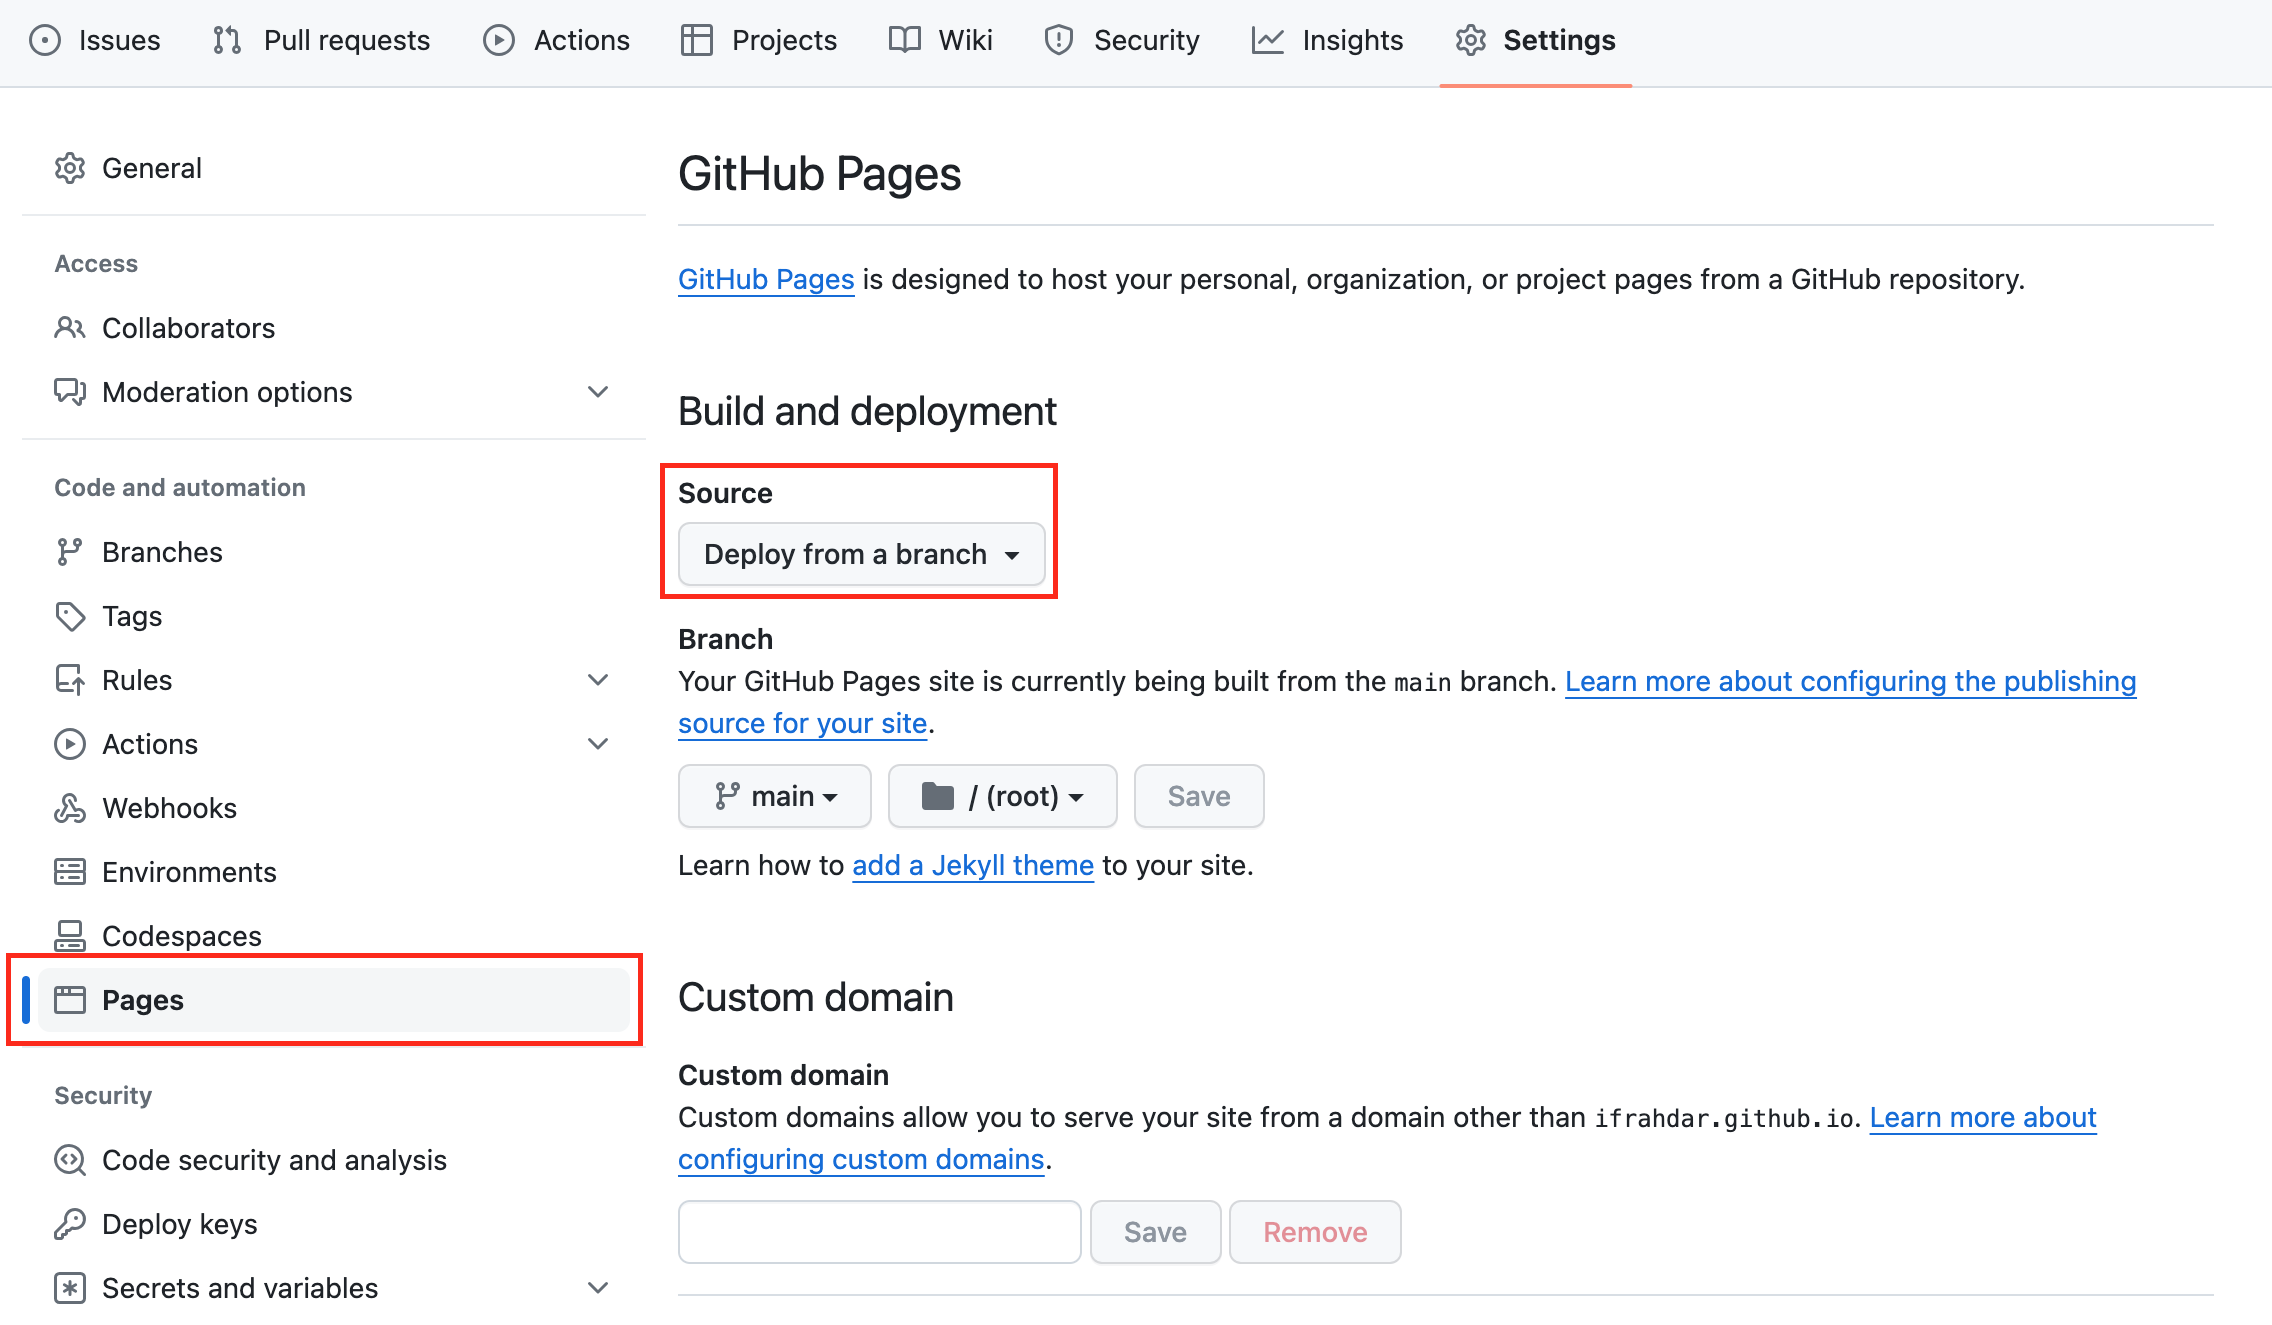 Issues Pull requests Actions Projects Wiki Security Insights Settings
General
Access
Collaborators
Moderation options
Code and automation
Branches
Tags
Rules
Actions
Webhooks
Environments
Codespaces
Pages
Security
Code security and analysis
Deploy keys
Secrets and variables
GitHub Pages
GitHub Pages is designed to host your personal, organization, or project pages from a GitHub repository.
Build and deployment
Source
Deploy from a branch
Branch
Your GitHub Pages site is currently being built from the main branch. Learn more about configuring the publishing
source for your site.
main / (root) Save
Learn how to add a Jekyll theme to your site.
Custom domain
Custom domain
Custom domains allow you to serve your site from a domain other than ifrahdar.github.io. Learn more about
configuring custom domains.
Save Remove